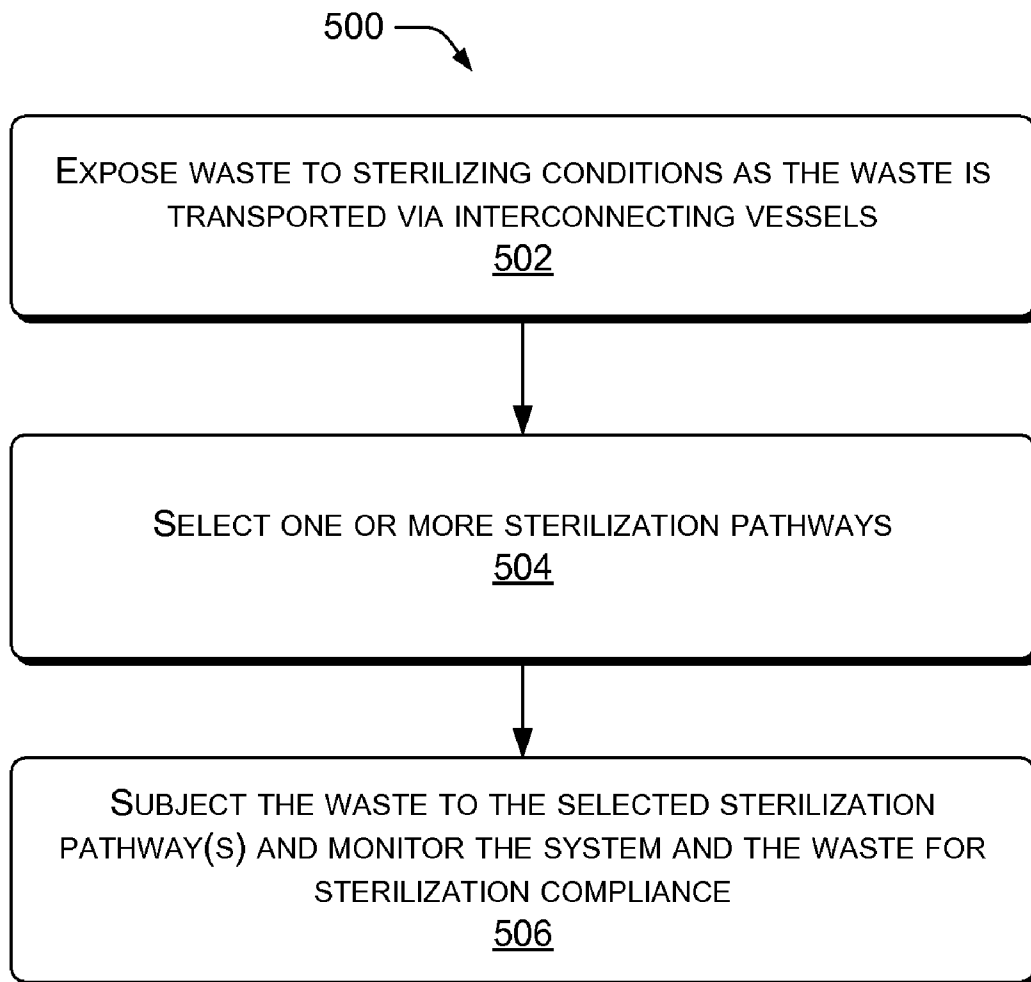 500
EXPOSE WASTE TO STERILIZING CONDITIONS AS THE WASTE IS
TRANSPORTED VIA INTERCONNECTING VESSELS
502
SELECT ONE OR MORE STERILIZATION PATHWAYS
504
SUBJECT THE WASTE TO THE SELECTED STERILIZATION
PATHWAY(S) AND MONITOR THE SYSTEM AND THE WASTE FOR
STERILIZATION COMPLIANCE
506